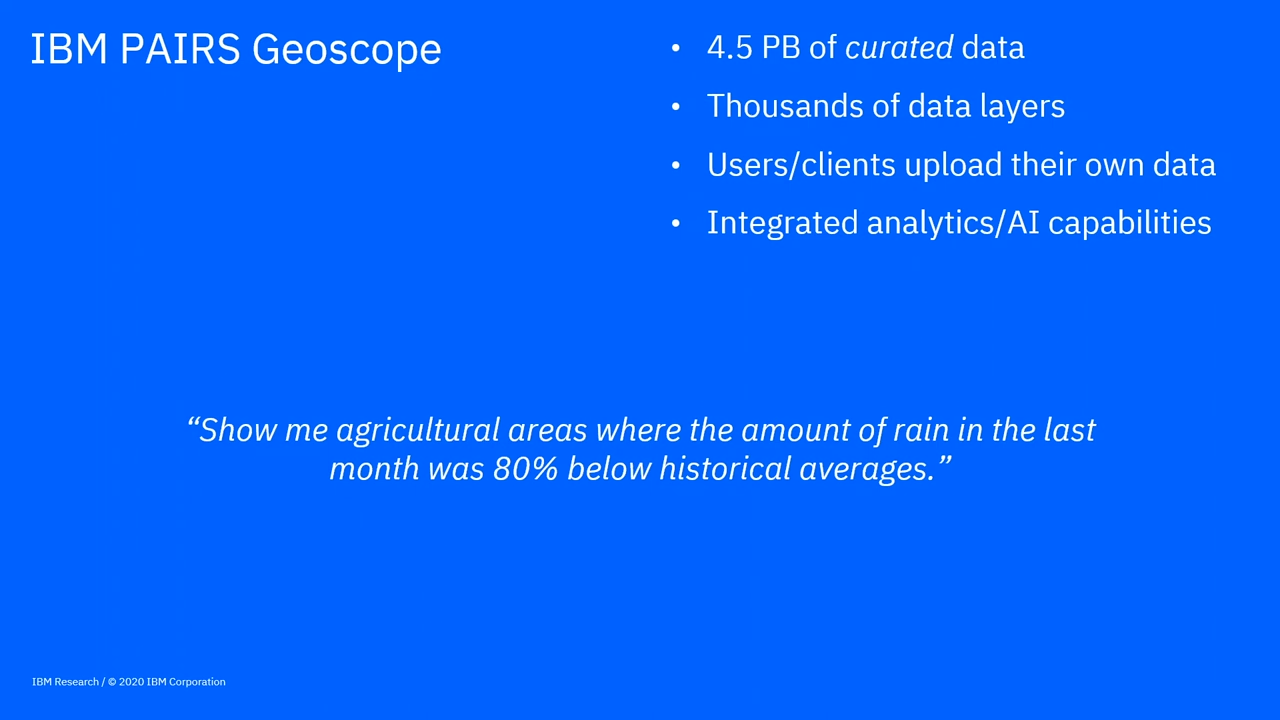 IBM PAIRS Geoscope
• 4.5 PB of curated data
• Thousands of data layers
• Users/clients upload their own data
• Integrated analytics/AI capabilities
“Show me agricultural areas where the amount of rain in the last
month was 80% below historical averages.”
IBM Research / © 2020 IBM Corporation